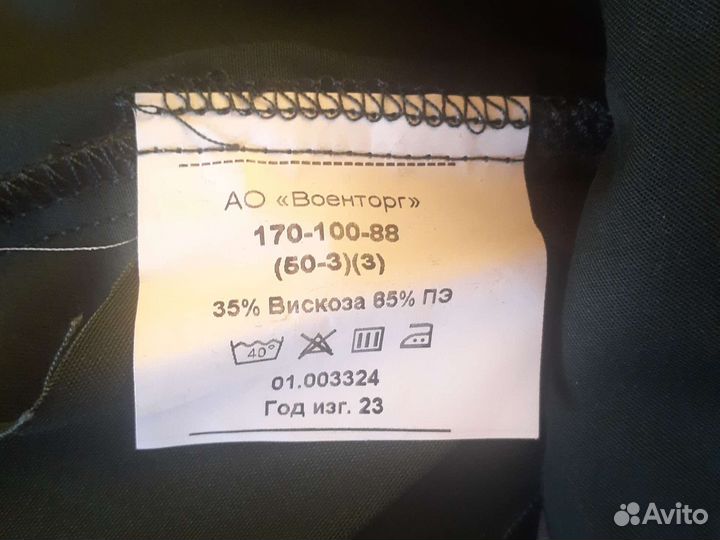 АО «Военторг»
170-100-88
(50-3)(3)
35% Вискоза 65% ПЭ
40°
01.003324
Год изг. 23
Avito